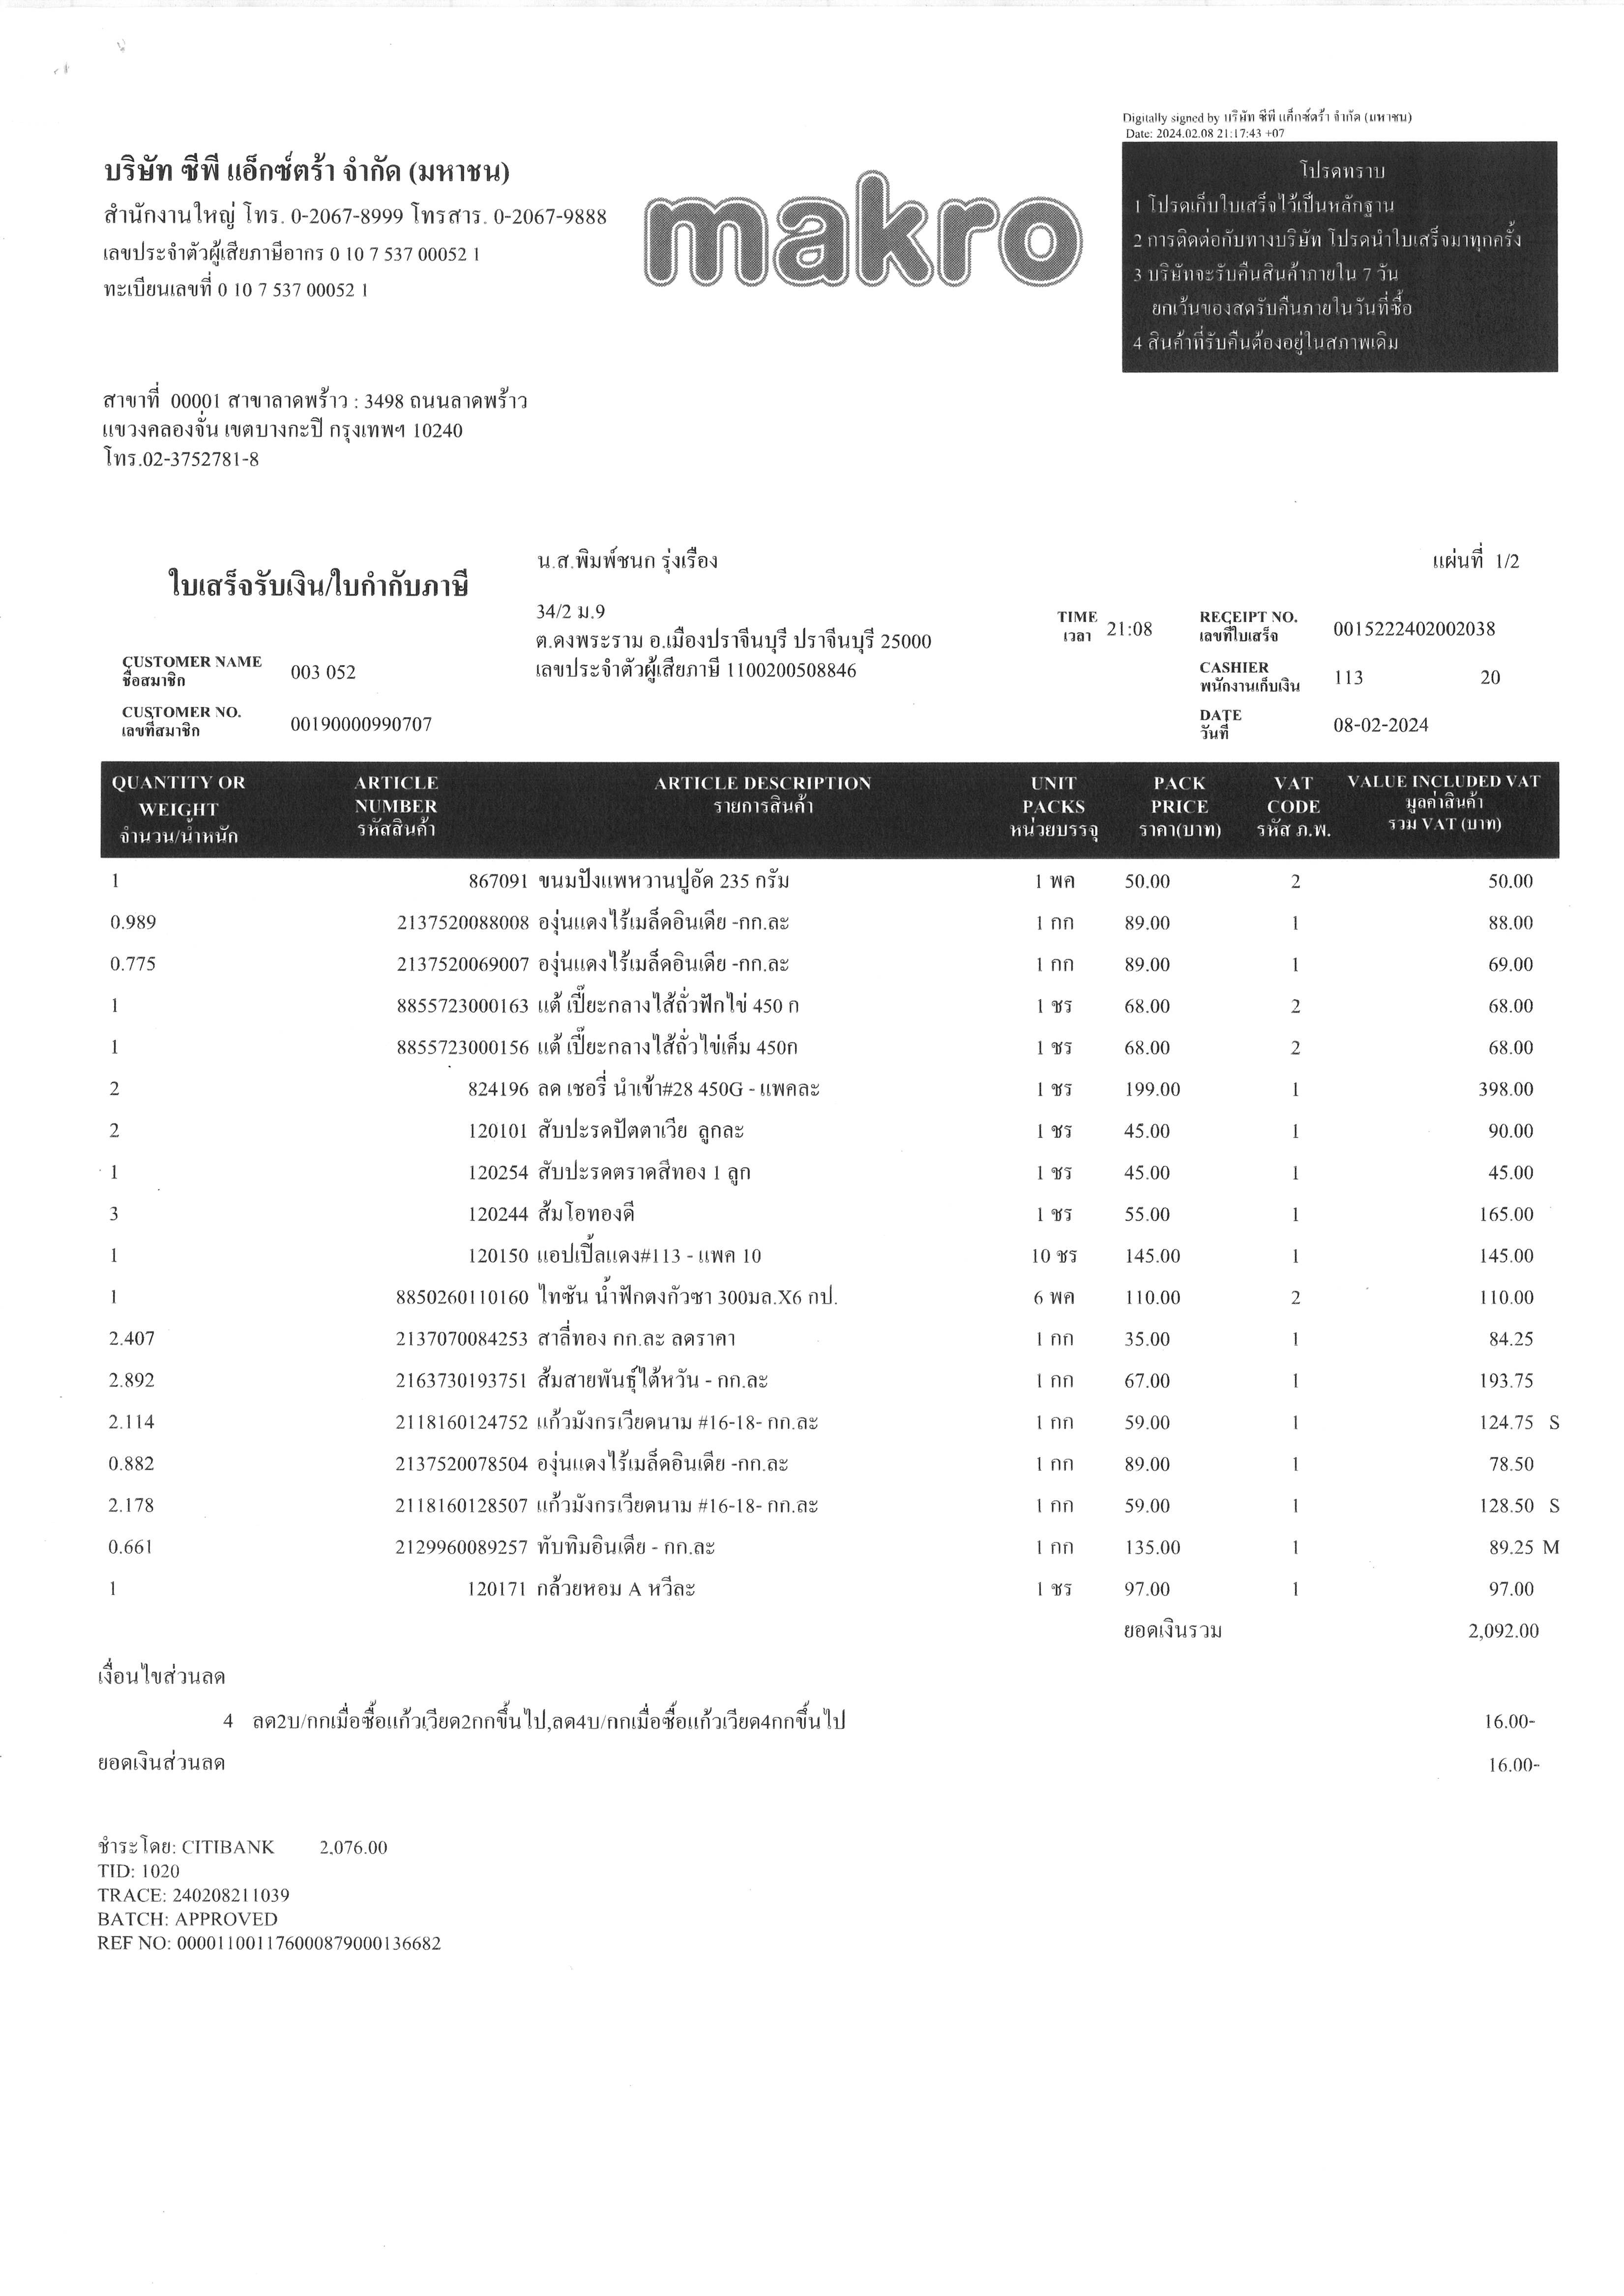 Digitally signed by บริษัท ซีพี แอ็กซ์ตร้า จำกัด (มหาชน)
Date: 2024.02.08 21:17:43 +07
บริษัท ซีพี แอ็กซ์ตร้า จำกัด (มหาชน)
สำนักงานใหญ่ โทร. 0-2067-8999 โทรสาร. 0-2067-9888
เลขประจำตัวผู้เสียภาษีอากร 0 10 7 537 00052 1
ทะเบียนเลขที่ 0 10 7 537 00052 1
makro
โปรดทราบ
1 โปรดเก็บใบเสร็จไว้เป็นหลักฐาน
2 การติดต่อกับทางบริษัท โปรดนำใบเสร็จมาทุกครั้ง
3 บริษัทจะรับคืนสินค้าภายใน 7 วัน
ยกเว้นของสดรับคืนภายในวันที่ซื้อ
4 สินค้าที่รับคืนต้องอยู่ในสภาพเดิม
สาขาที่ 00001 สาขาลาดพร้าว : 3498 ถนนลาดพร้าว
แขวงคลองจั่น เขตบางกะปิ กรุงเทพฯ 10240
โทร.02-3752781-8
ใบเสร็จรับเงิน/ใบกำกับภาษี
น.ส.พิมพ์ชนก รุ่งเรือง
แผ่นที่ 1/2
34/2 ม.9
ต.ดงพระราม อ.เมืองปราจีนบุรี ปราจีนบุรี 25000
เลขประจำตัวผู้เสียภาษี 1100200508846
TIME
เวลา 21:08
RECEIPT NO.
เลขที่ใบเสร็จ 0015222402002038
CUSTOMER NAME
ชื่อสมาชิก 003 052
CASHIER
พนักงานเก็บเงิน 113 20
CUSTOMER NO.
เลขที่สมาชิก 00190000990707
DATE
วันที่ 08-02-2024
QUANTITY OR WEIGHT จำนวน/น้ำหนัก ARTICLE NUMBER รหัสสินค้า ARTICLE DESCRIPTION รายการสินค้า UNIT PACKS หน่วยบรรจุ PACK PRICE ราคา(บาท) VAT CODE รหัส ภ.พ. VALUE INCLUDED VAT มูลค่าสินค้า รวม VAT (บาท)
1 867091 ขนมปังแพหวานปูอัด 235 กรัม 1 พค 50.00 2 50.00
0.989 2137520088008 องุ่นแดงไร้เมล็ดอินเดีย -กก.ละ 1 กก 89.00 1 88.00
0.775 2137520069007 องุ่นแดงไร้เมล็ดอินเดีย -กก.ละ 1 กก 89.00 1 69.00
1 8855723000163 แต้ เปี๊ยะกลางไส้ถั่วฟักไข่ 450 ก 1 ชร 68.00 2 68.00
1 8855723000156 แต้ เปี๊ยะกลางไส้ถั่วไข่เค็ม 450ก 1 ชร 68.00 2 68.00
2 824196 ลด เชอรี่ นำเข้า#28 450G - แพคละ 1 ชร 199.00 1 398.00
2 120101 สับปะรดปัตตาเวีย ลูกละ 1 ชร 45.00 1 90.00
1 120254 สับปะรดตราดสีทอง 1 ลูก 1 ชร 45.00 1 45.00
3 120244 ส้มโอทองดี 1 ชร 55.00 1 165.00
1 120150 แอปเปิ้ลแดง#113 - แพค 10 10 ชร 145.00 1 145.00
1 8850260110160 ไทซัน น้ำฟักตงกัวซา 300มล.X6 กป. 6 พค 110.00 2 110.00
2.407 2137070084253 สาลี่ทอง กก.ละ ลดราคา 1 กก 35.00 1 84.25
2.892 2163730193751 ส้มสายพันธุ์ไต้หวัน - กก.ละ 1 กก 67.00 1 193.75
2.114 2118160124752 แก้วมังกรเวียดนาม #16-18- กก.ละ 1 กก 59.00 1 124.75 S
0.882 2137520078504 องุ่นแดงไร้เมล็ดอินเดีย -กก.ละ 1 กก 89.00 1 78.50
2.178 2118160128507 แก้วมังกรเวียดนาม #16-18- กก.ละ 1 กก 59.00 1 128.50 S
0.661 2129960089257 ทับทิมอินเดีย - กก.ละ 1 กก 135.00 1 89.25 M
1 120171 กล้วยหอม A หวีละ 1 ชร 97.00 1 97.00
ยอดเงินรวม 2,092.00
เงื่อนไขส่วนลด
4 ลด2บ/กกเมื่อซื้อแก้วเวียด2กกขึ้นไป,ลด4บ/กกเมื่อซื้อแก้วเวียด4กกขึ้นไป 16.00-
ยอดเงินส่วนลด 16.00-
ชำระโดย: CITIBANK 2,076.00
TID: 1020
TRACE: 240208211039
BATCH: APPROVED
REF NO: 000011001176000879000136682